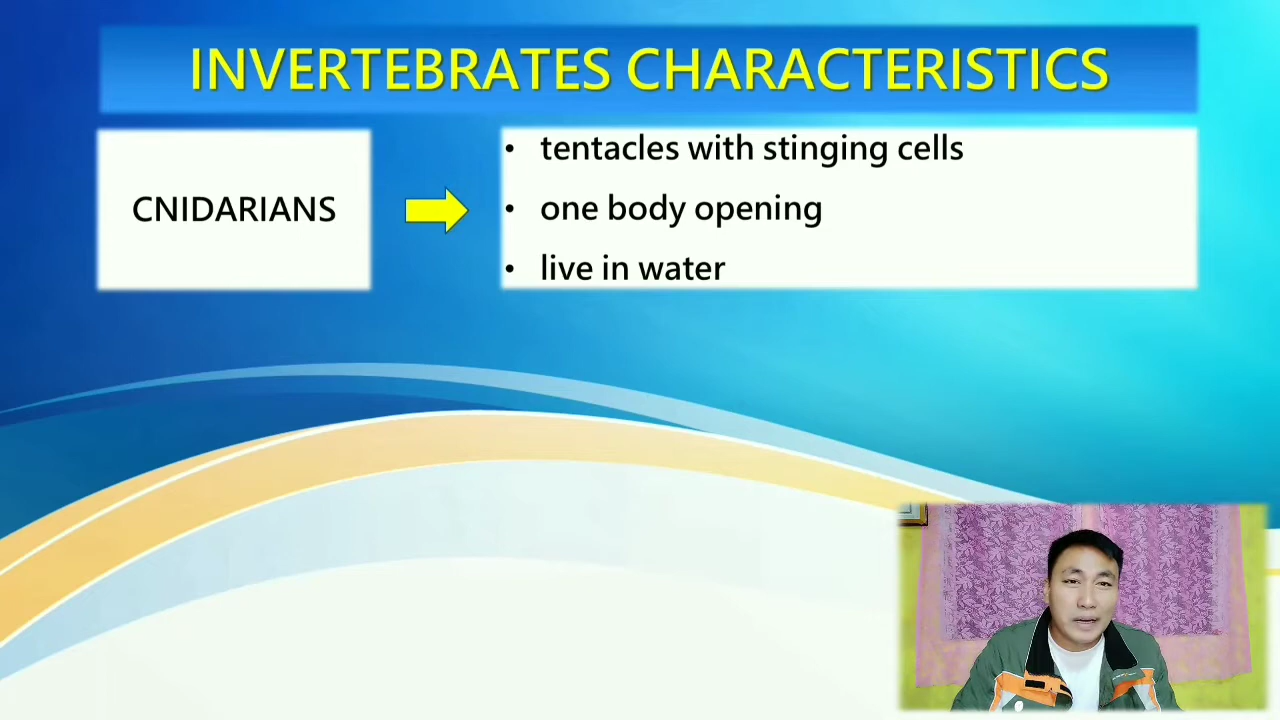 INVERTEBRATES CHARACTERISTICS
CNIDARIANS
• tentacles with stinging cells
• one body opening
• live in water